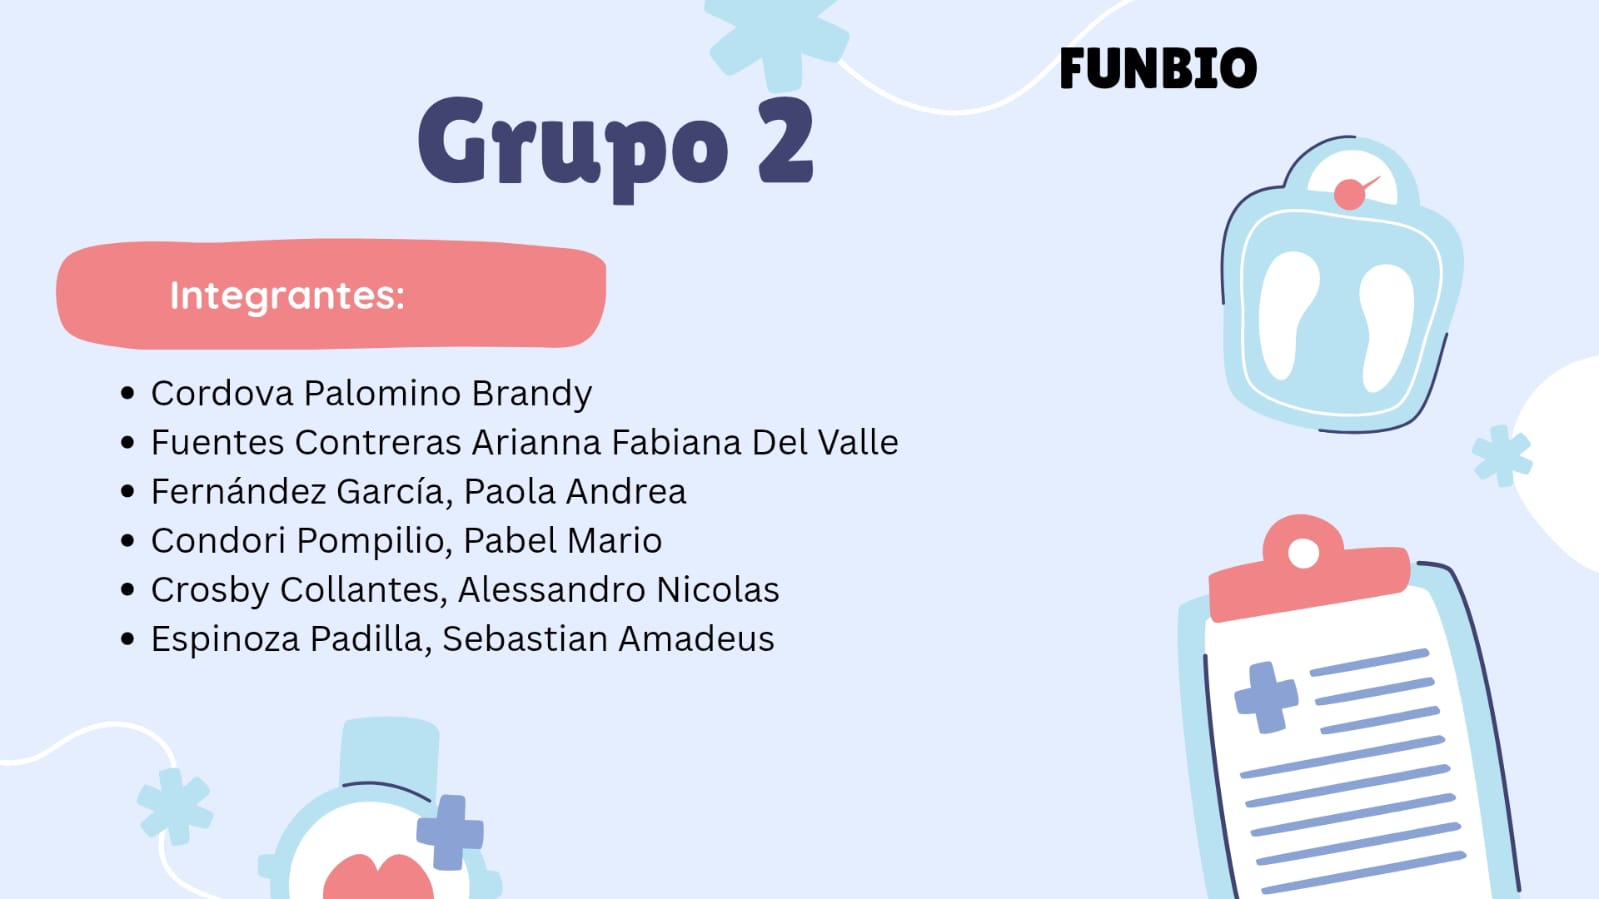 FUNBIO
Grupo 2
Integrantes:
• Cordova Palomino Brandy
• Fuentes Contreras Arianna Fabiana Del Valle
• Fernández García, Paola Andrea
• Condori Pompilio, Pabel Mario
• Crosby Collantes, Alessandro Nicolas
• Espinoza Padilla, Sebastian Amadeus